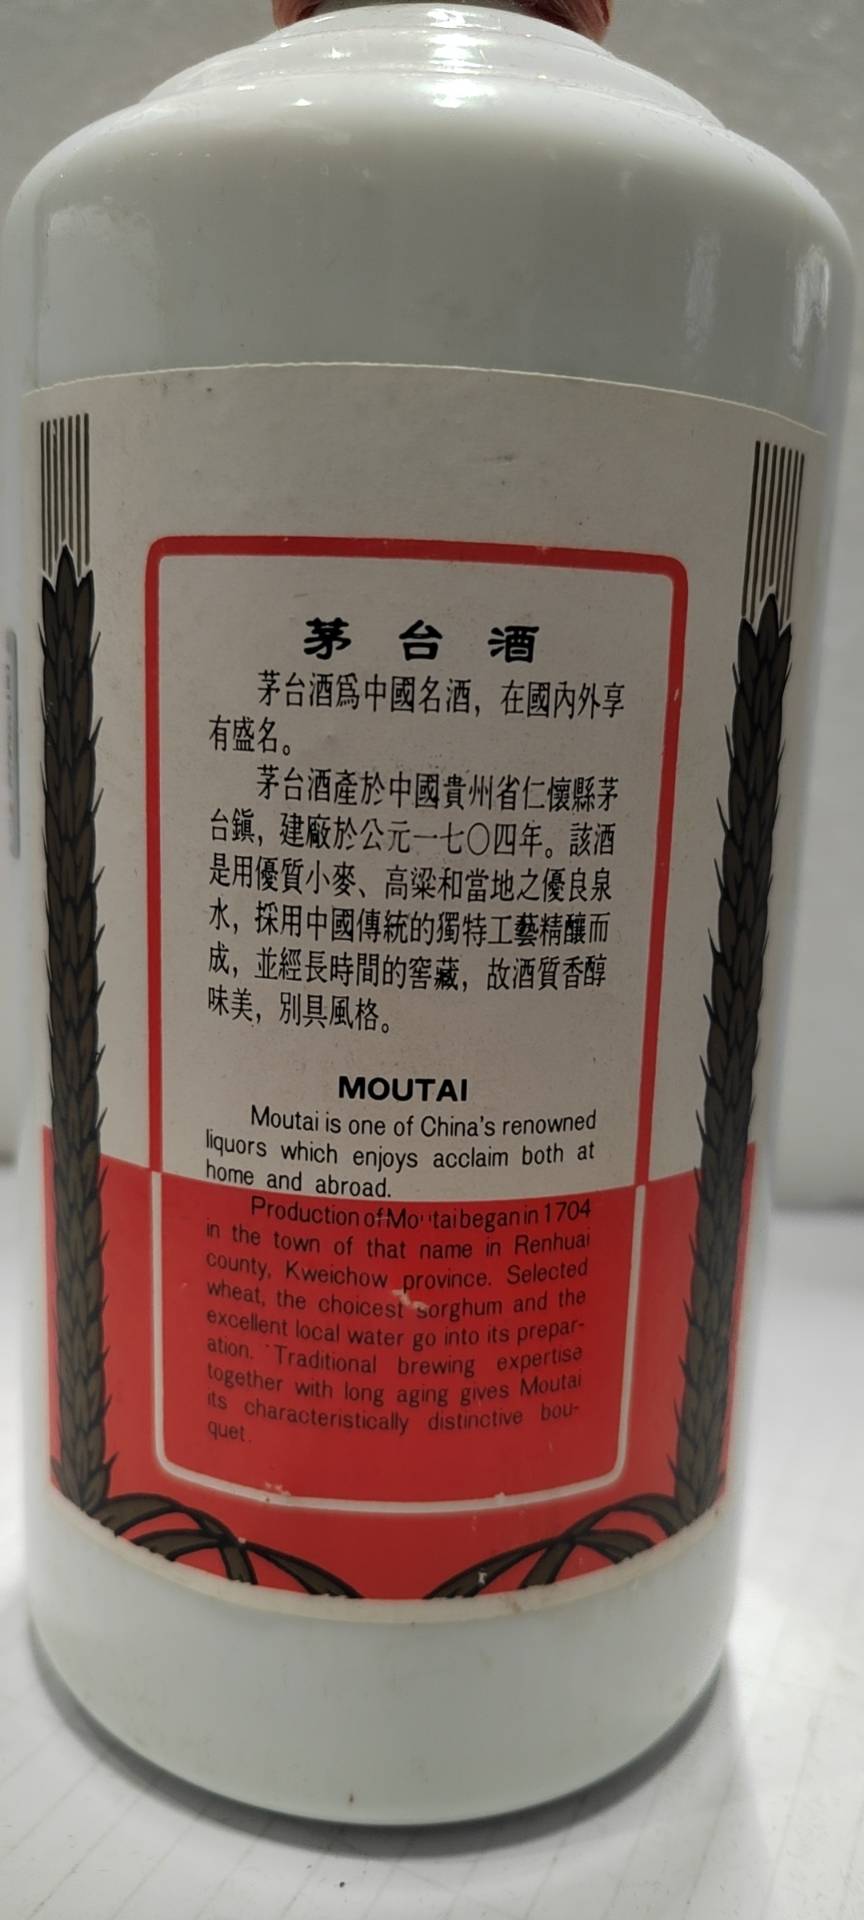 茅台酒
茅台酒爲中國名酒，在國內外享
有盛名。
茅台酒產於中國貴州省仁懷縣茅
台鎭，建廠於公元一七〇四年。該酒
是用優質小麥、高粱和當地之優良泉
水，採用中國傳統的獨特工藝精釀而
成，並經長時間的窖藏，故酒質香醇
味美，別具風格。
MOUTAI
Moutai is one of China's renowned
liquors which enjoys acclaim both at
home and abroad.
Production of Moutai began in 1704
in the town of that name in Renhuai
county, Kweichow province. Selected
wheat, the choicest sorghum and the
excellent local water go into its prepar-
ation. Traditional brewing expertise
together with long aging gives Moutai
its characteristically distinctive bou-
quet.